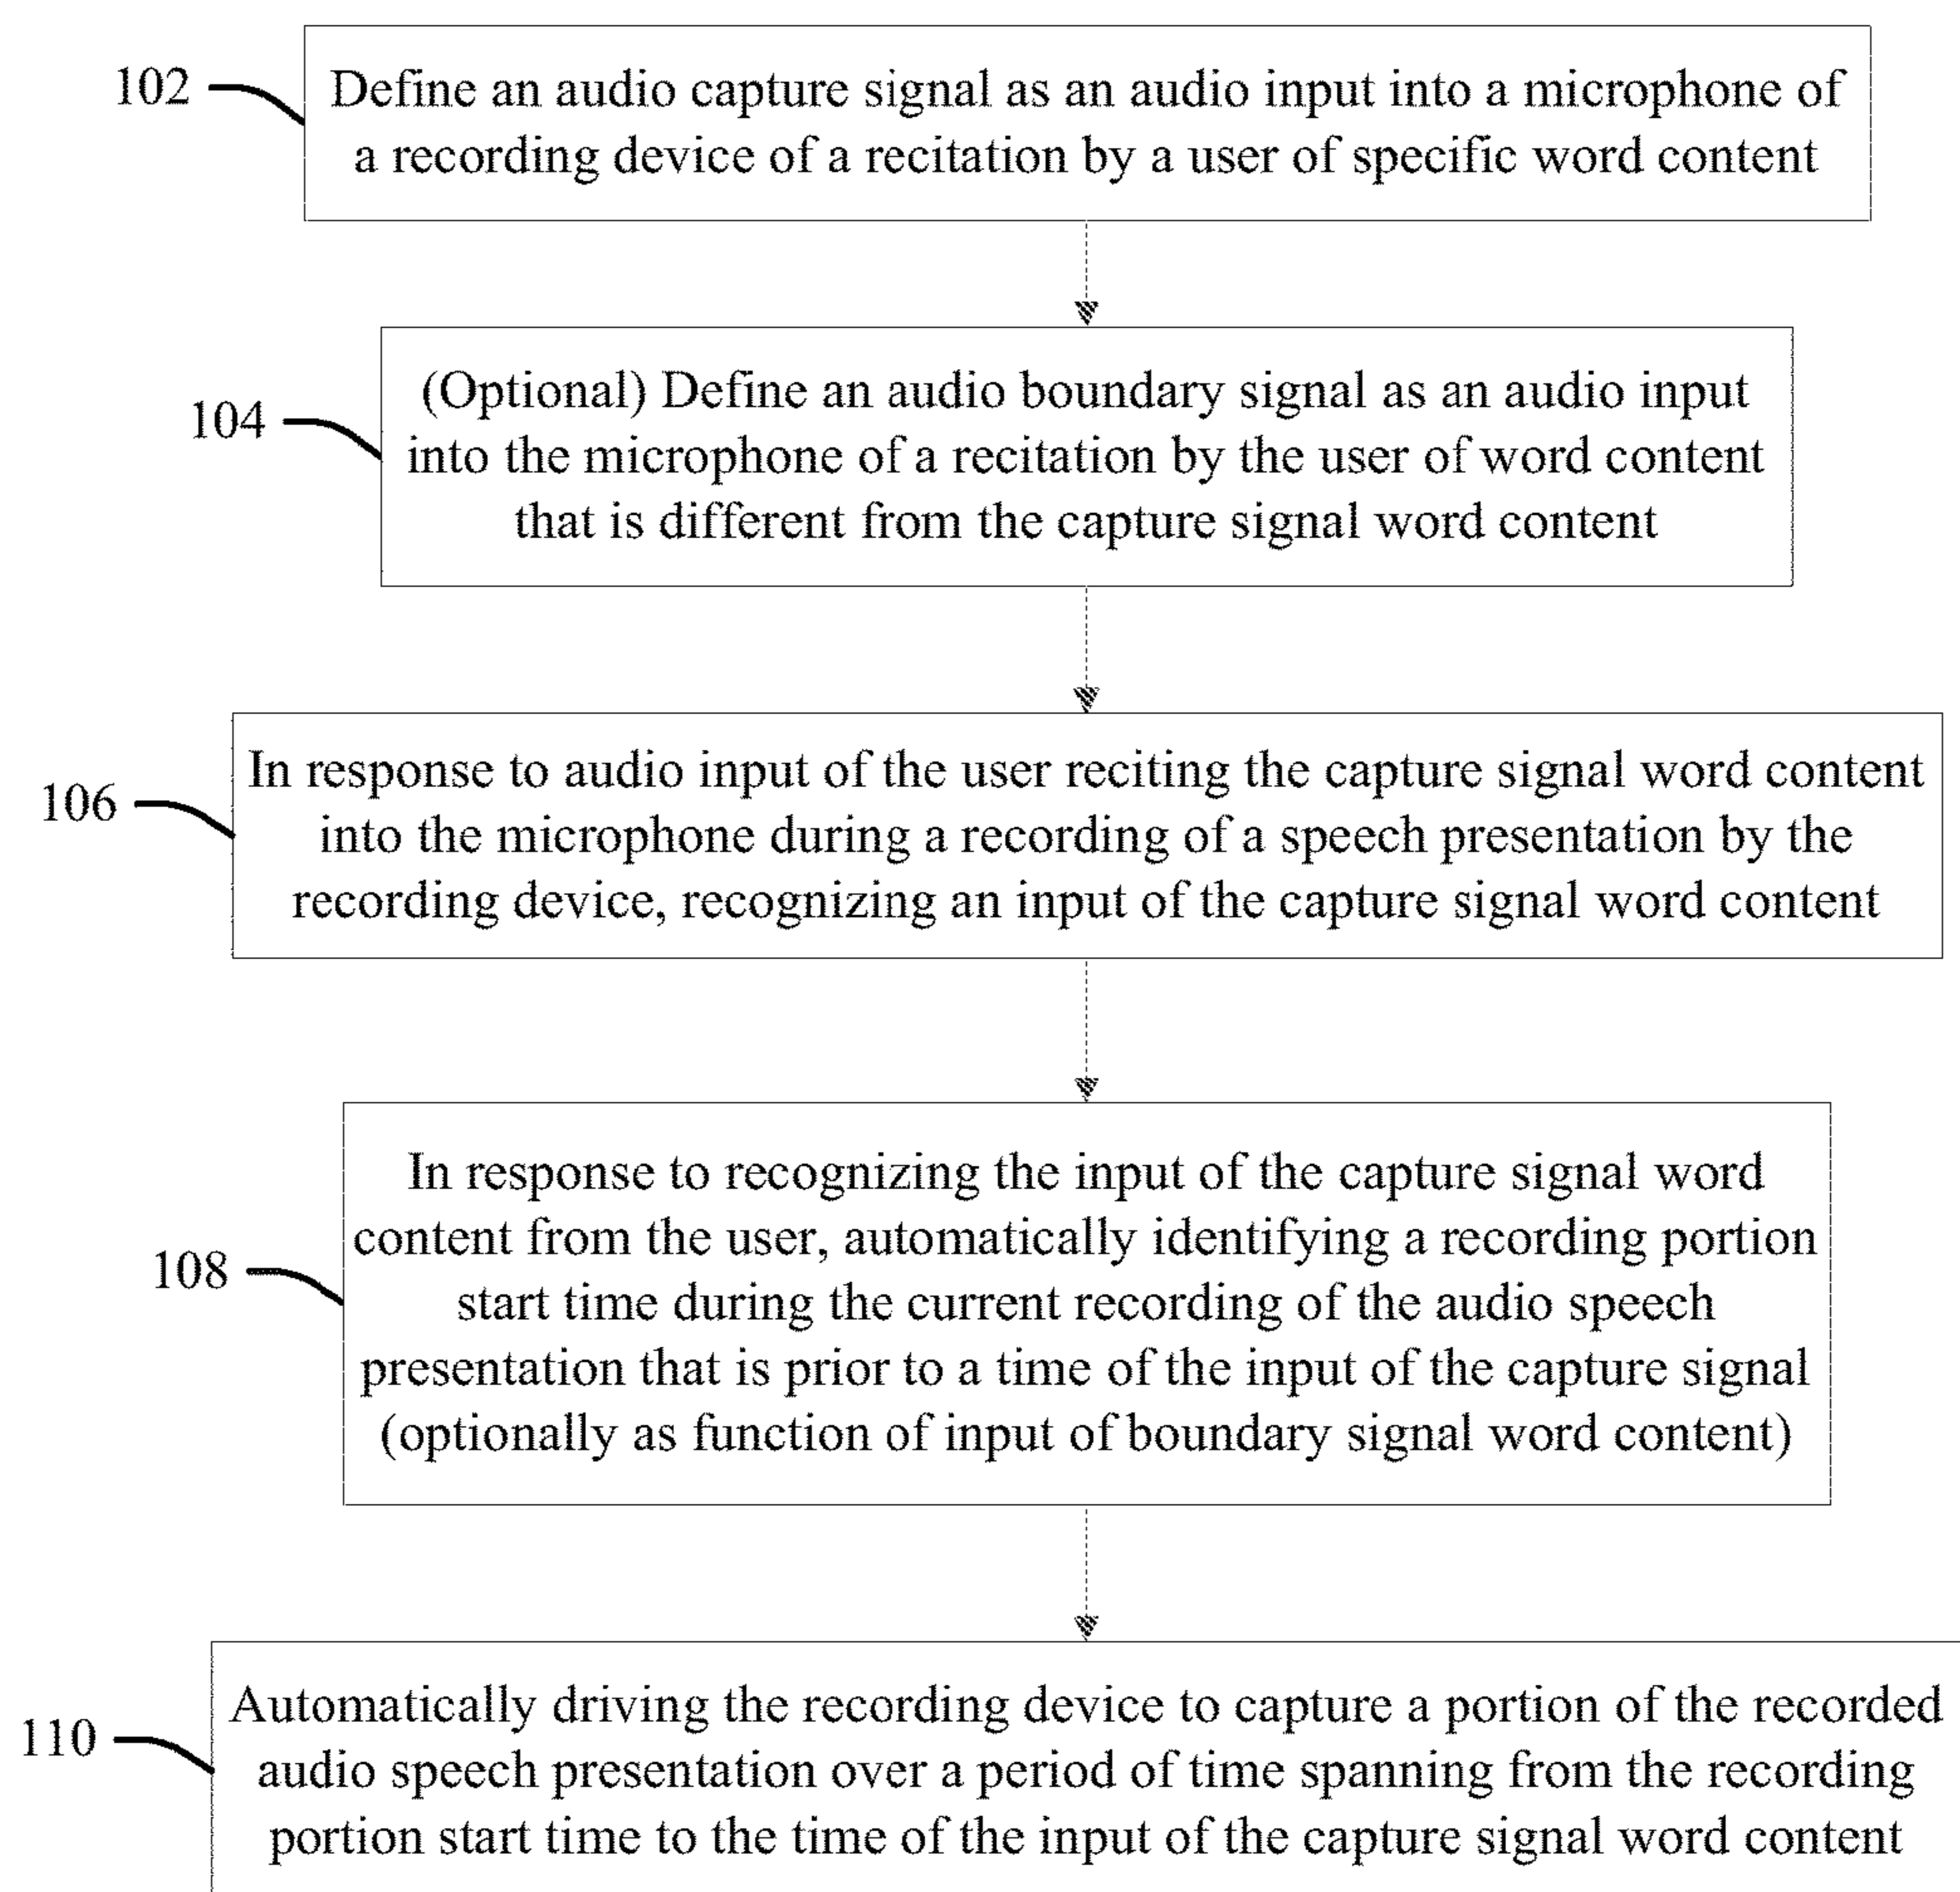 102
Define an audio capture signal as an audio input into a microphone of
a recording device of a recitation by a user of specific word content
104
(Optional) Define an audio boundary signal as an audio input
into the microphone of a recitation by the user of word content
that is different from the capture signal word content
106
In response to audio input of the user reciting the capture signal word content
into the microphone during a recording of a speech presentation by the
recording device, recognizing an input of the capture signal word content
108
In response to recognizing the input of the capture signal word
content from the user, automatically identifying a recording portion
start time during the current recording of the audio speech
presentation that is prior to a time of the input of the capture signal
(optionally as function of input of boundary signal word content)
110
Automatically driving the recording device to capture a portion of the recorded
audio speech presentation over a period of time spanning from the recording
portion start time to the time of the input of the capture signal word content